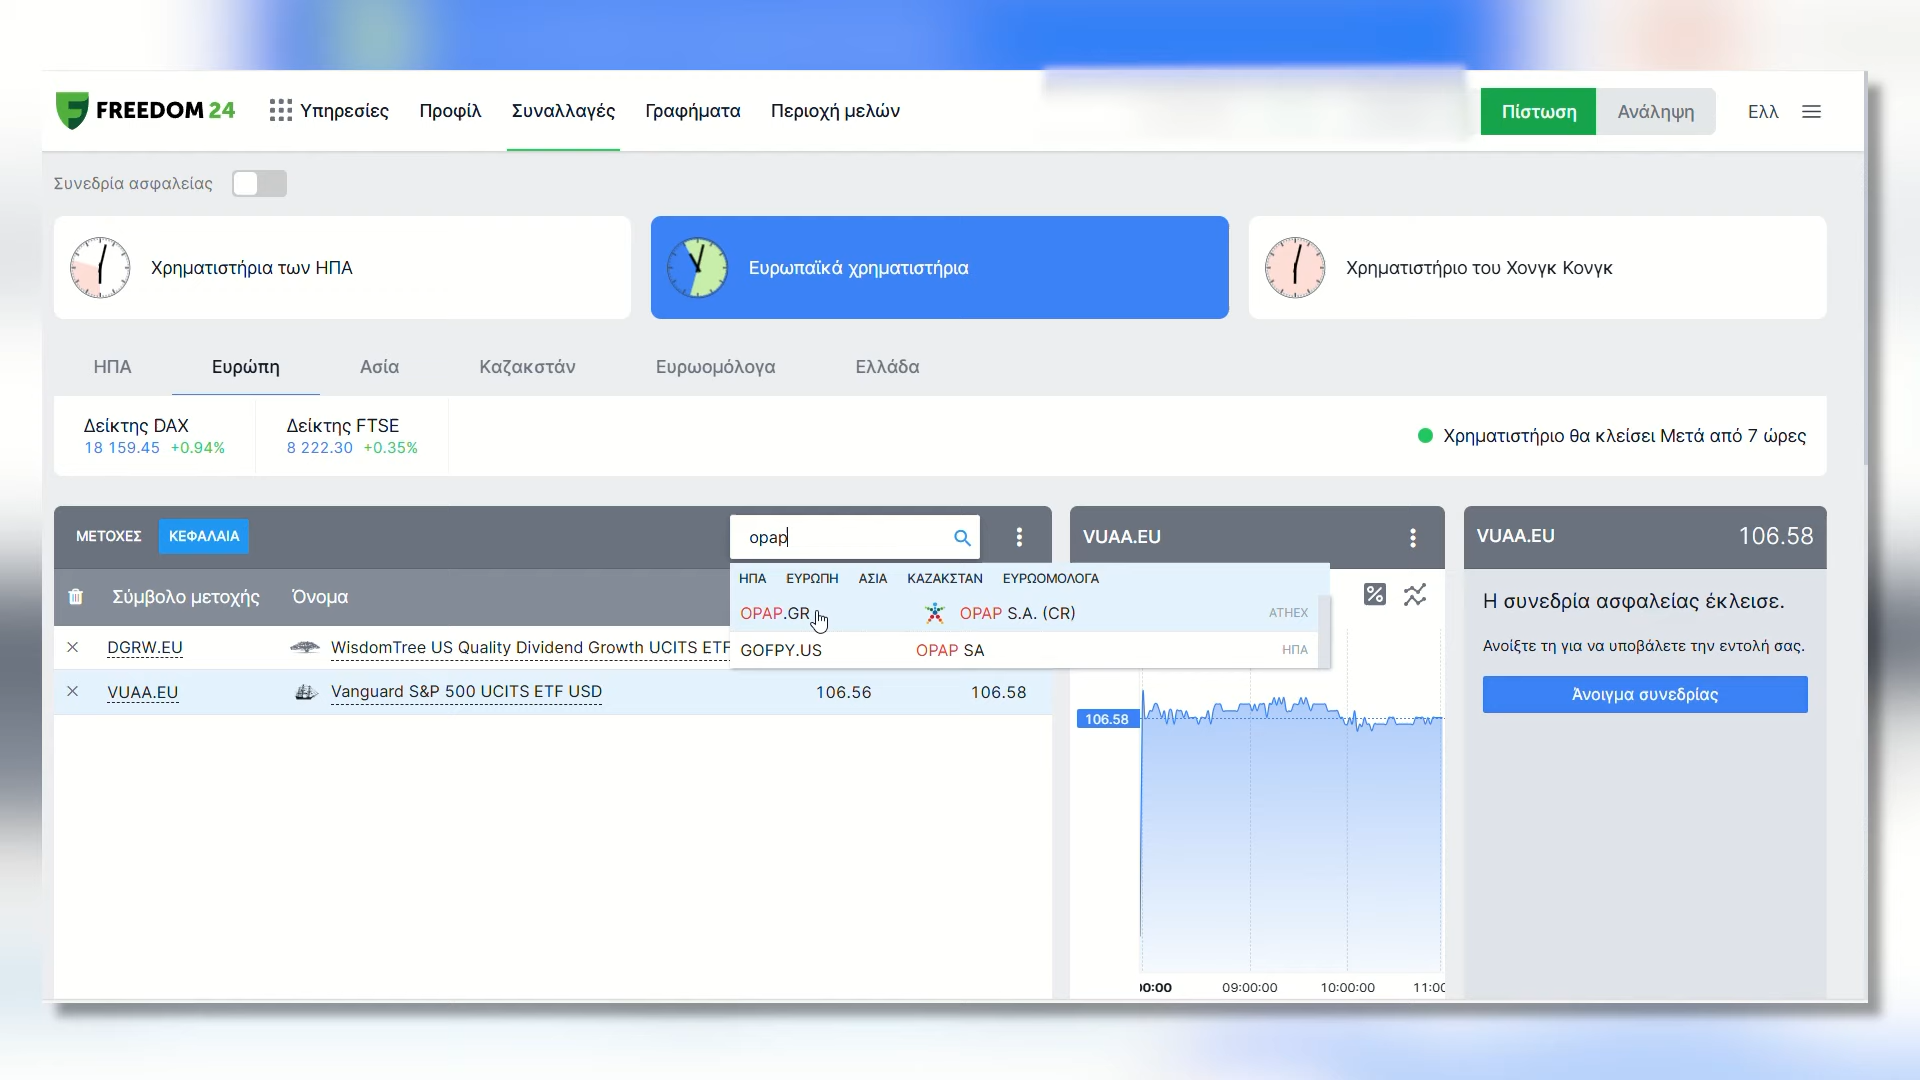 FREEDOM 24
Υπηρεσίες Προφίλ Συναλλαγές Γραφήματα Περιοχή μελών
Πίστωση Ανάληψη Ελλ
Συνεδρία ασφαλείας
Χρηματιστήρια των ΗΠΑ
Ευρωπαϊκά χρηματιστήρια
Χρηματιστήριο του Χονγκ Κονγκ
ΗΠΑ Ευρώπη Ασία Καζακστάν Ευρωομόλογα Ελλάδα
Δείκτης DAX
18 159.45 +0.94%
Δείκτης FTSE
8 222.30 +0.35%
Χρηματιστήριο θα κλείσει Μετά από 7 ώρες
ΜΕΤΟΧΕΣ ΚΕΦΑΛΑΙΑ
opap
ΗΠΑ ΕΥΡΩΠΗ ΑΣΙΑ ΚΑΖΑΚΣΤΑΝ ΕΥΡΩΟΜΟΛΟΓΑ
OPAP.GR OPAP S.A. (CR) ATHEX
GOFPY.US OPAP SA ΗΠΑ
Σύμβολο μετοχής Όνομα
DGRW.EU WisdomTree US Quality Dividend Growth UCITS ETF
VUAA.EU Vanguard S&P 500 UCITS ETF USD 106.56 106.58
VUAA.EU
%
106.58
00:00 09:00:00 10:00:00 11:00
VUAA.EU 106.58
Η συνεδρία ασφαλείας έκλεισε.
Ανοίξτε τη για να υποβάλετε την εντολή σας.
Άνοιγμα συνεδρίας